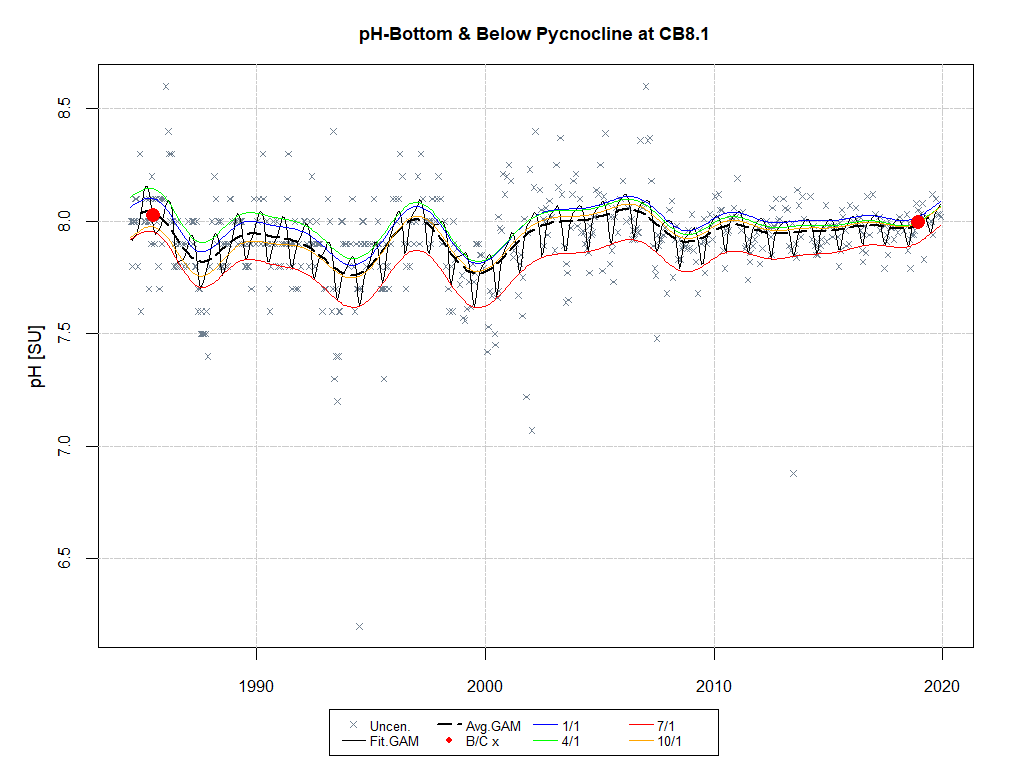 pH-Bottom & Below Pycnocline at CB8.1
8.5
8.0
7.5
7.0
6.5
pH [SU]
1990 2000 2010 2020
Uncen. Avg.GAM 1/1 7/1
Fit.GAM B/C x 4/1 10/1